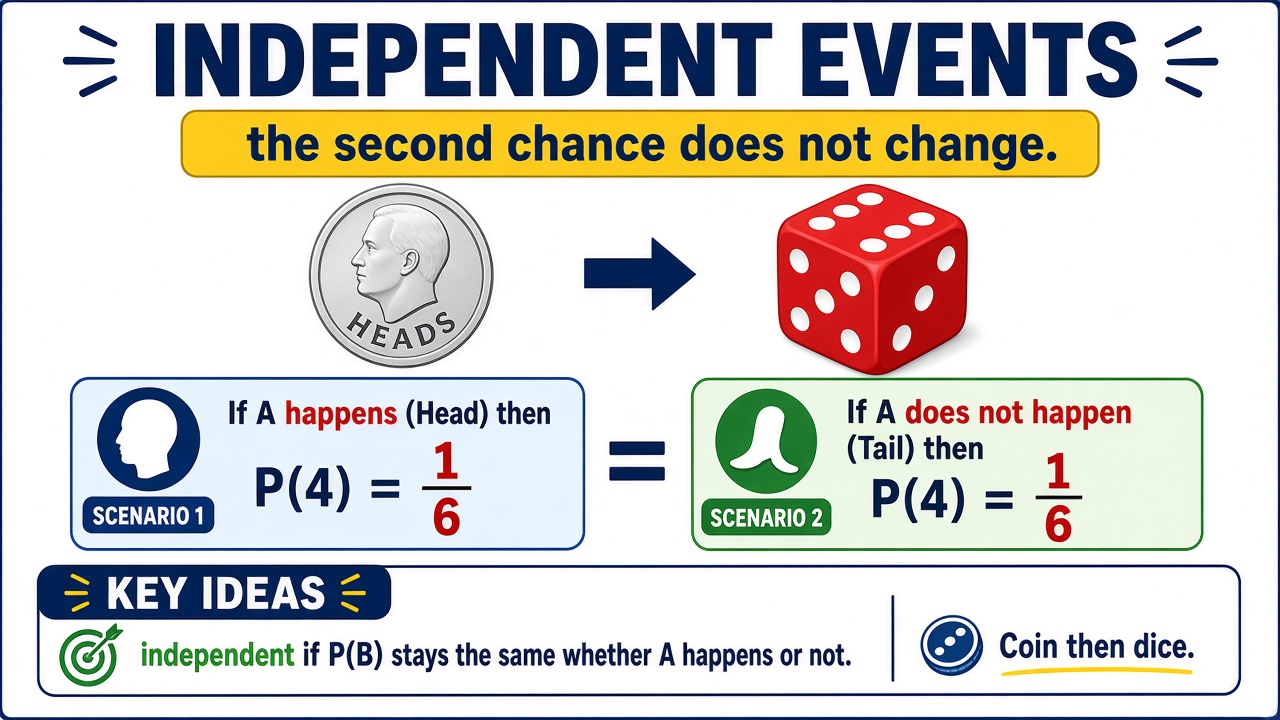 INDEPENDENT EVENTS
the second chance does not change.
HEADS
If A happens (Head) then
P(4) = 1/6
SCENARIO 1
=
If A does not happen
(Tail) then
P(4) = 1/6
SCENARIO 2
KEY IDEAS
independent if P(B) stays the same whether A happens or not.
Coin then dice.